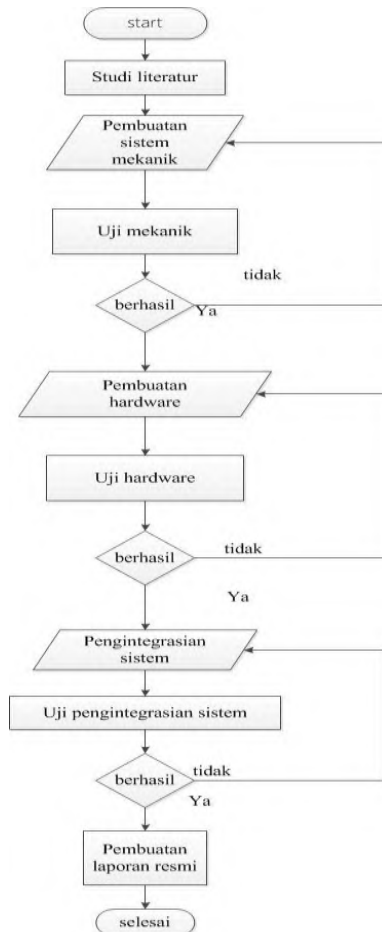 start
Studi literatur
Pembuatan
sistem
mekanik
Uji mekanik
tidak
berhasil
Ya
Pembuatan
hardware
Uji hardware
berhasil
tidak
Ya
Pengintegrasian
sistem
Uji pengintegrasian sistem
berhasil
tidak
Ya
Pembuatan
laporan resmi
selesai